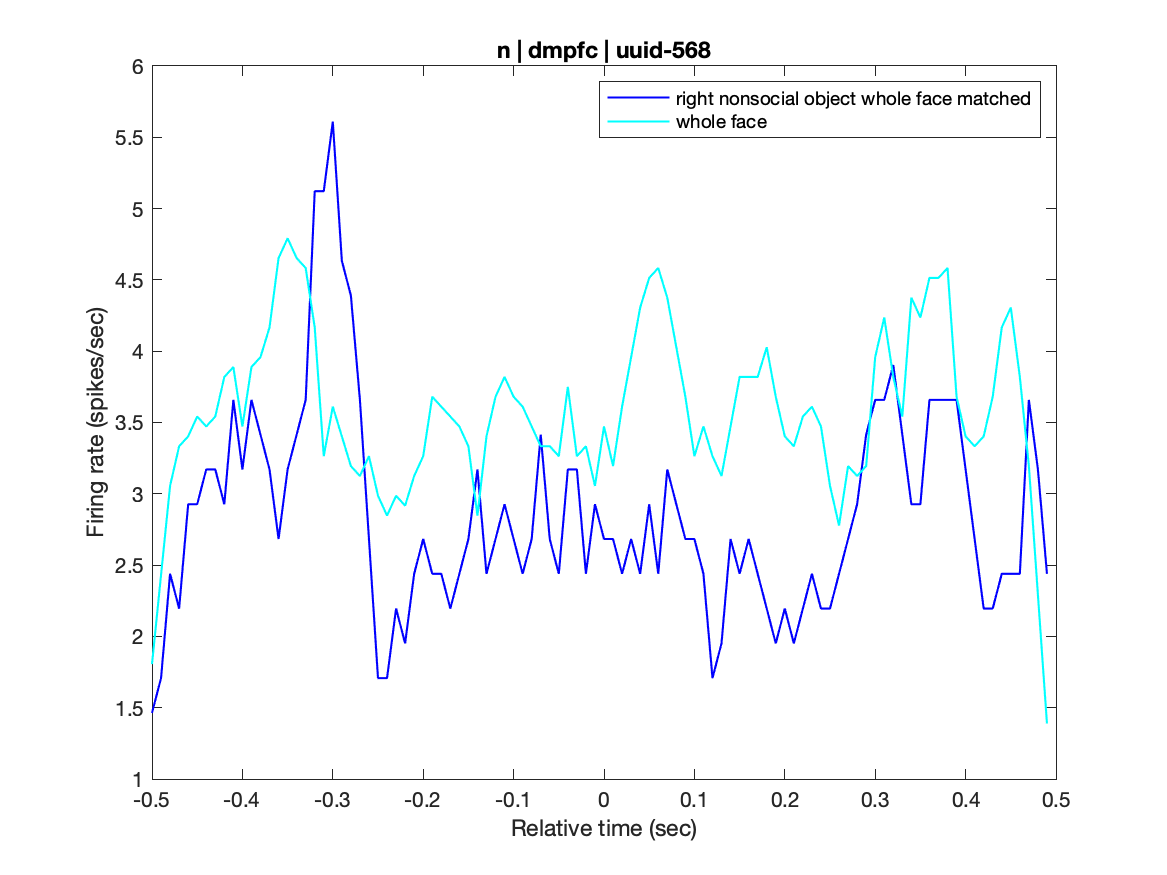 n | dmpfc | uuid-568
right nonsocial object whole face matched
whole face
Firing rate (spikes/sec)
6
5.5
5
4.5
4
3.5
3
2.5
2
1.5
1
-0.5 -0.4 -0.3 -0.2 -0.1 0 0.1 0.2 0.3 0.4 0.5
Relative time (sec)